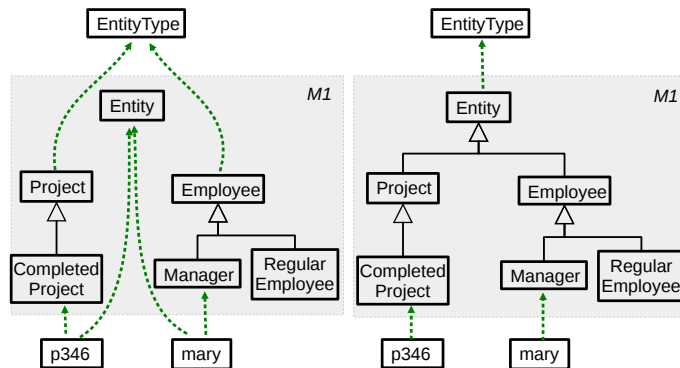 EntityType
M1
Entity
Project
Employee
Completed
Project
Manager
Regular
Employee
p346
mary
EntityType
M1
Entity
Project
Employee
Completed
Project
Manager
Regular
Employee
p346
mary